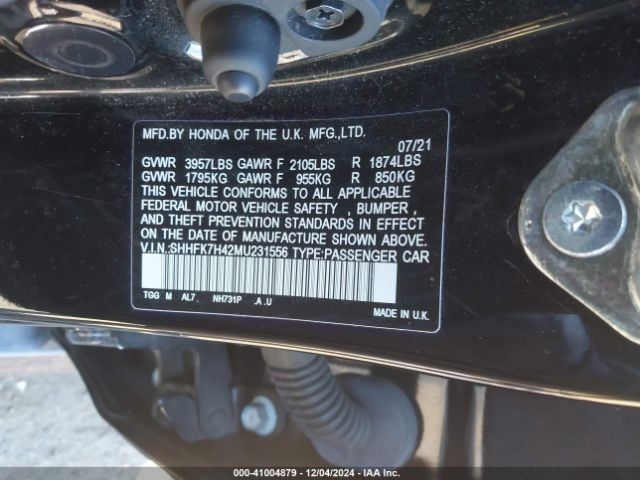 MFD.BY HONDA OF THE U.K. MFG.,LTD.
07/21
GVWR 3957LBS GAWR F 2105LBS R 1874LBS
GVWR 1795KG GAWR F 955KG R 850KG
THIS VEHICLE CONFORMS TO ALL APPLICABLE
FEDERAL MOTOR VEHICLE SAFETY , BUMPER ,
AND THEFT PREVENTION STANDARDS IN EFFECT
ON THE DATE OF MANUFACTURE SHOWN ABOVE.
V.I.N.:SHHFK7H42MU231556 TYPE:PASSENGER CAR
TGG M AL7. NH731P .A .U
MADE IN U.K.
000-41004879 - 12/04/2024 - IAA Inc.